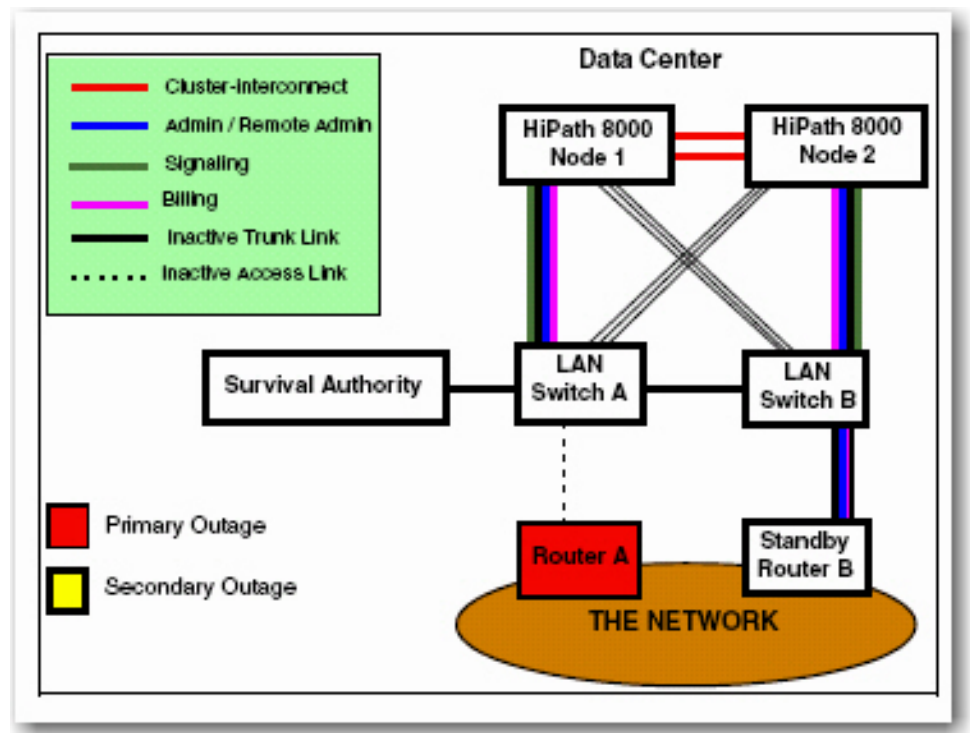 Data Center
Cluster-Interconnect
Admin / Remote Admin
Signaling
Billing
Inactive Trunk Link
Inactive Access Link
HiPath 8000
Node 1
HiPath 8000
Node 2
Survival Authority
LAN
Switch A
LAN
Switch B
Primary Outage
Secondary Outage
Router A
Standby
Router B
THE NETWORK